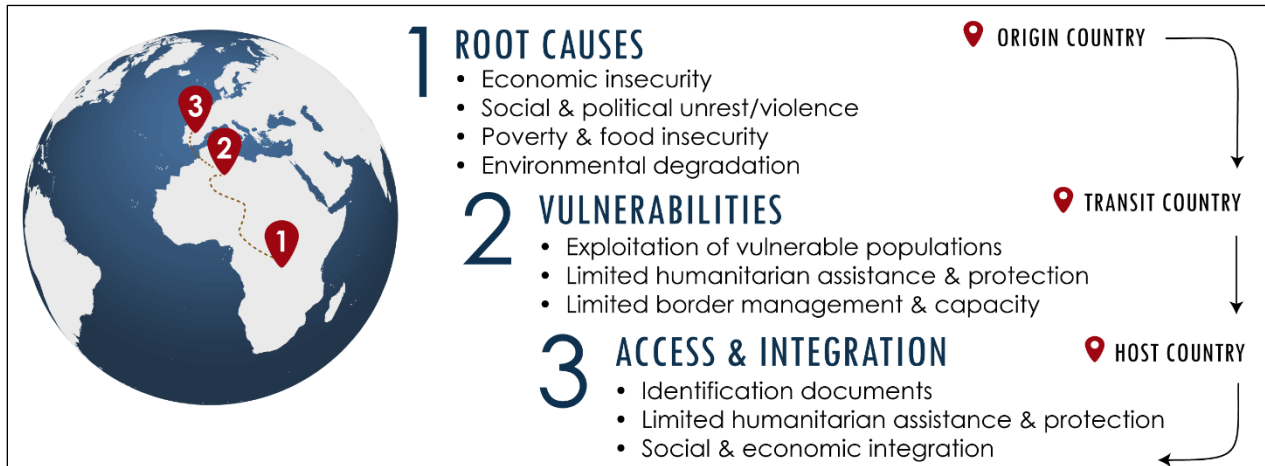 3
2
1
1 ROOT CAUSES
• Economic insecurity
• Social & political unrest/violence
• Poverty & food insecurity
• Environmental degradation
ORIGIN COUNTRY
2 VULNERABILITIES
• Exploitation of vulnerable populations
• Limited humanitarian assistance & protection
• Limited border management & capacity
TRANSIT COUNTRY
3 ACCESS & INTEGRATION
• Identification documents
• Limited humanitarian assistance & protection
• Social & economic integration
HOST COUNTRY